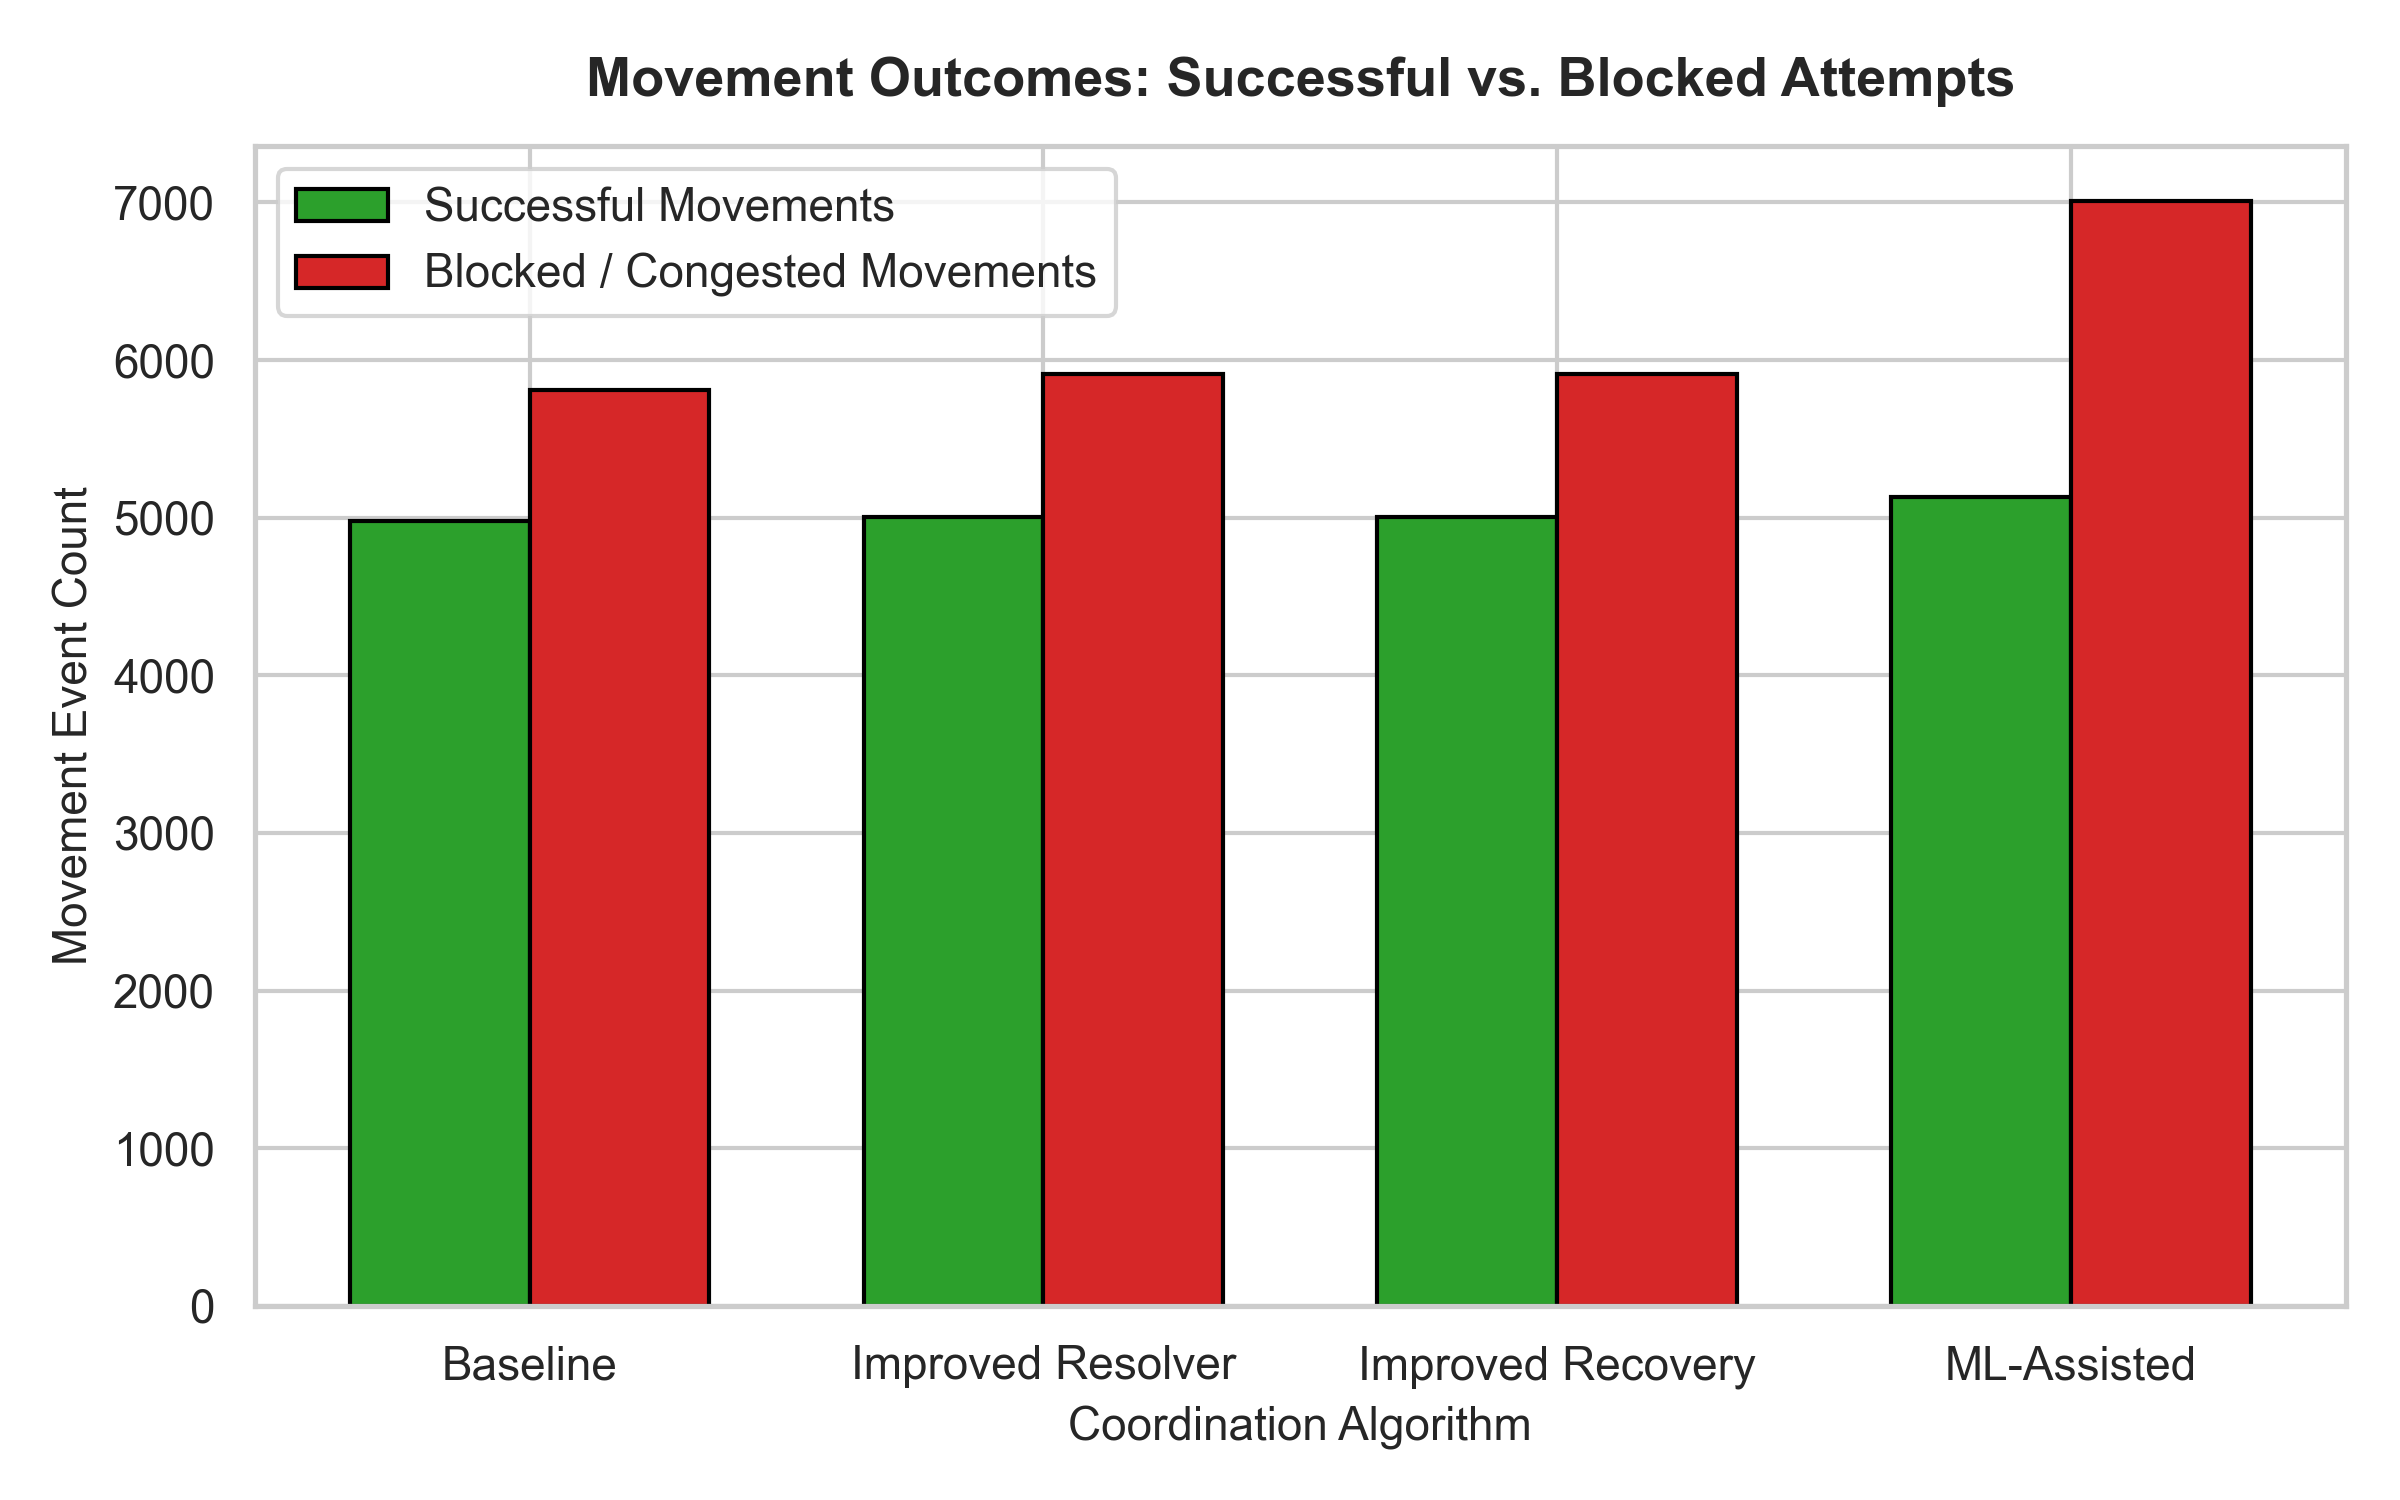 Movement Outcomes: Successful vs. Blocked Attempts
Successful Movements
Blocked / Congested Movements
Movement Event Count
7000
6000
5000
4000
3000
2000
1000
0
Baseline
Improved Resolver
Improved Recovery
ML-Assisted
Coordination Algorithm